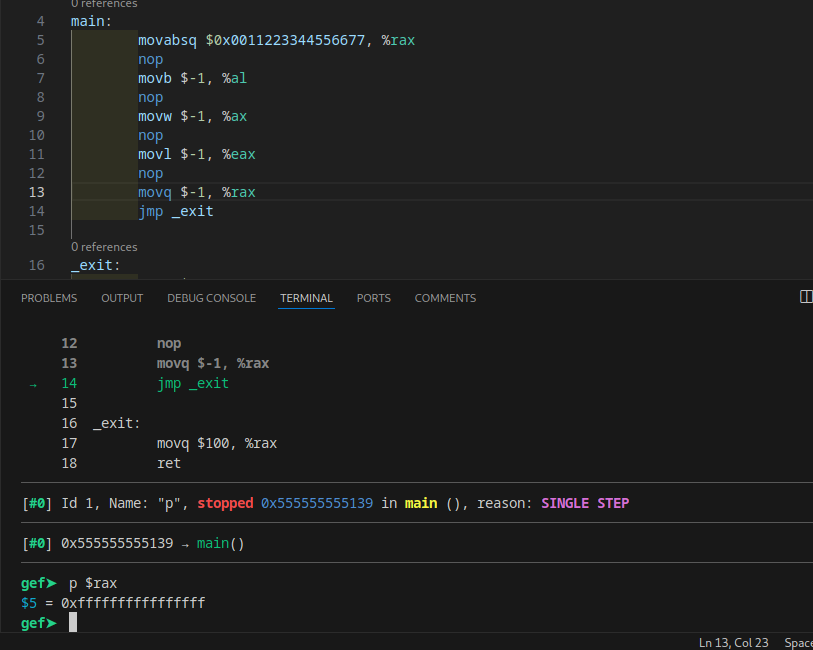 0 references
4 main:
5 movabsq $0x0011223344556677, %rax
6 nop
7 movb $-1, %al
8 nop
9 movw $-1, %ax
10 nop
11 movl $-1, %eax
12 nop
13 movq $-1, %rax
14 jmp _exit
15
0 references
16 _exit:
PROBLEMS OUTPUT DEBUG CONSOLE TERMINAL PORTS COMMENTS
12 nop
13 movq $-1, %rax
→ 14 jmp _exit
15
16 _exit:
17 movq $100, %rax
18 ret
[#0] Id 1, Name: "p", stopped 0x555555555139 in main (), reason: SINGLE STEP
[#0] 0x555555555139 → main()
gef➤ p $rax
$5 = 0xffffffffffffffff
gef➤
Ln 13, Col 23 Space